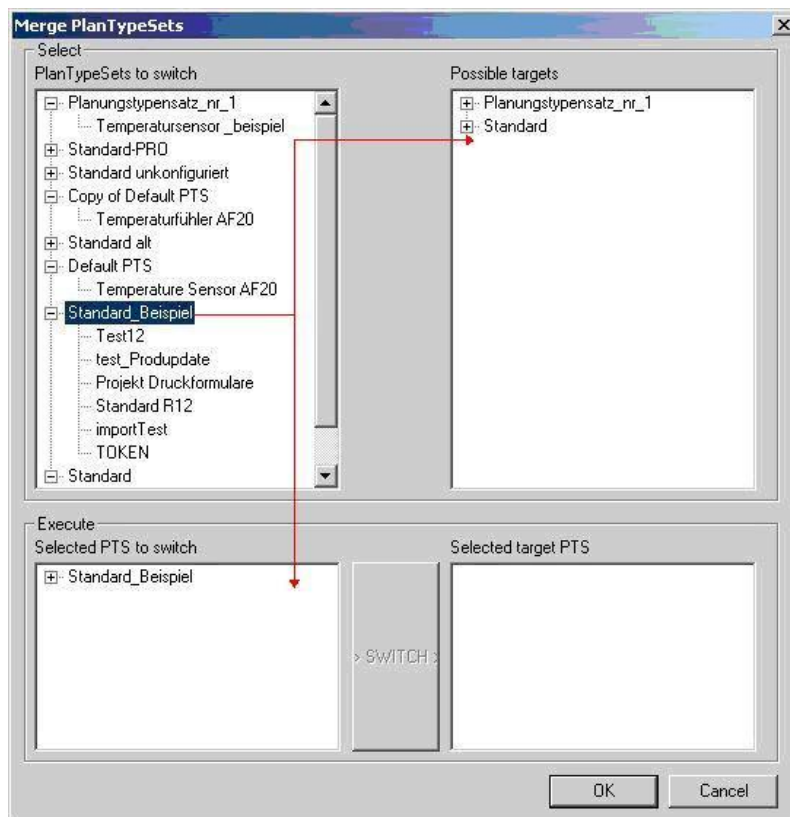 Merge PlanTypeSets
Select
PlanTypeSets to switch
Planungstypensatz_nr_1
Temperatursensor _beispiel
Standard-PRO
Standard unkonfiguriert
Copy of Default PTS
Temperaturfühler AF20
Standard alt
Default PTS
Temperature Sensor AF20
Standard_Beispiel
Test12
test_Produpdate
Projekt Druckformulare
Standard R12
importTest
TOKEN
Standard
Possible targets
Planungstypensatz_nr_1
Standard
Execute
Selected PTS to switch
Standard_Beispiel
> SWITCH >
Selected target PTS
OK
Cancel